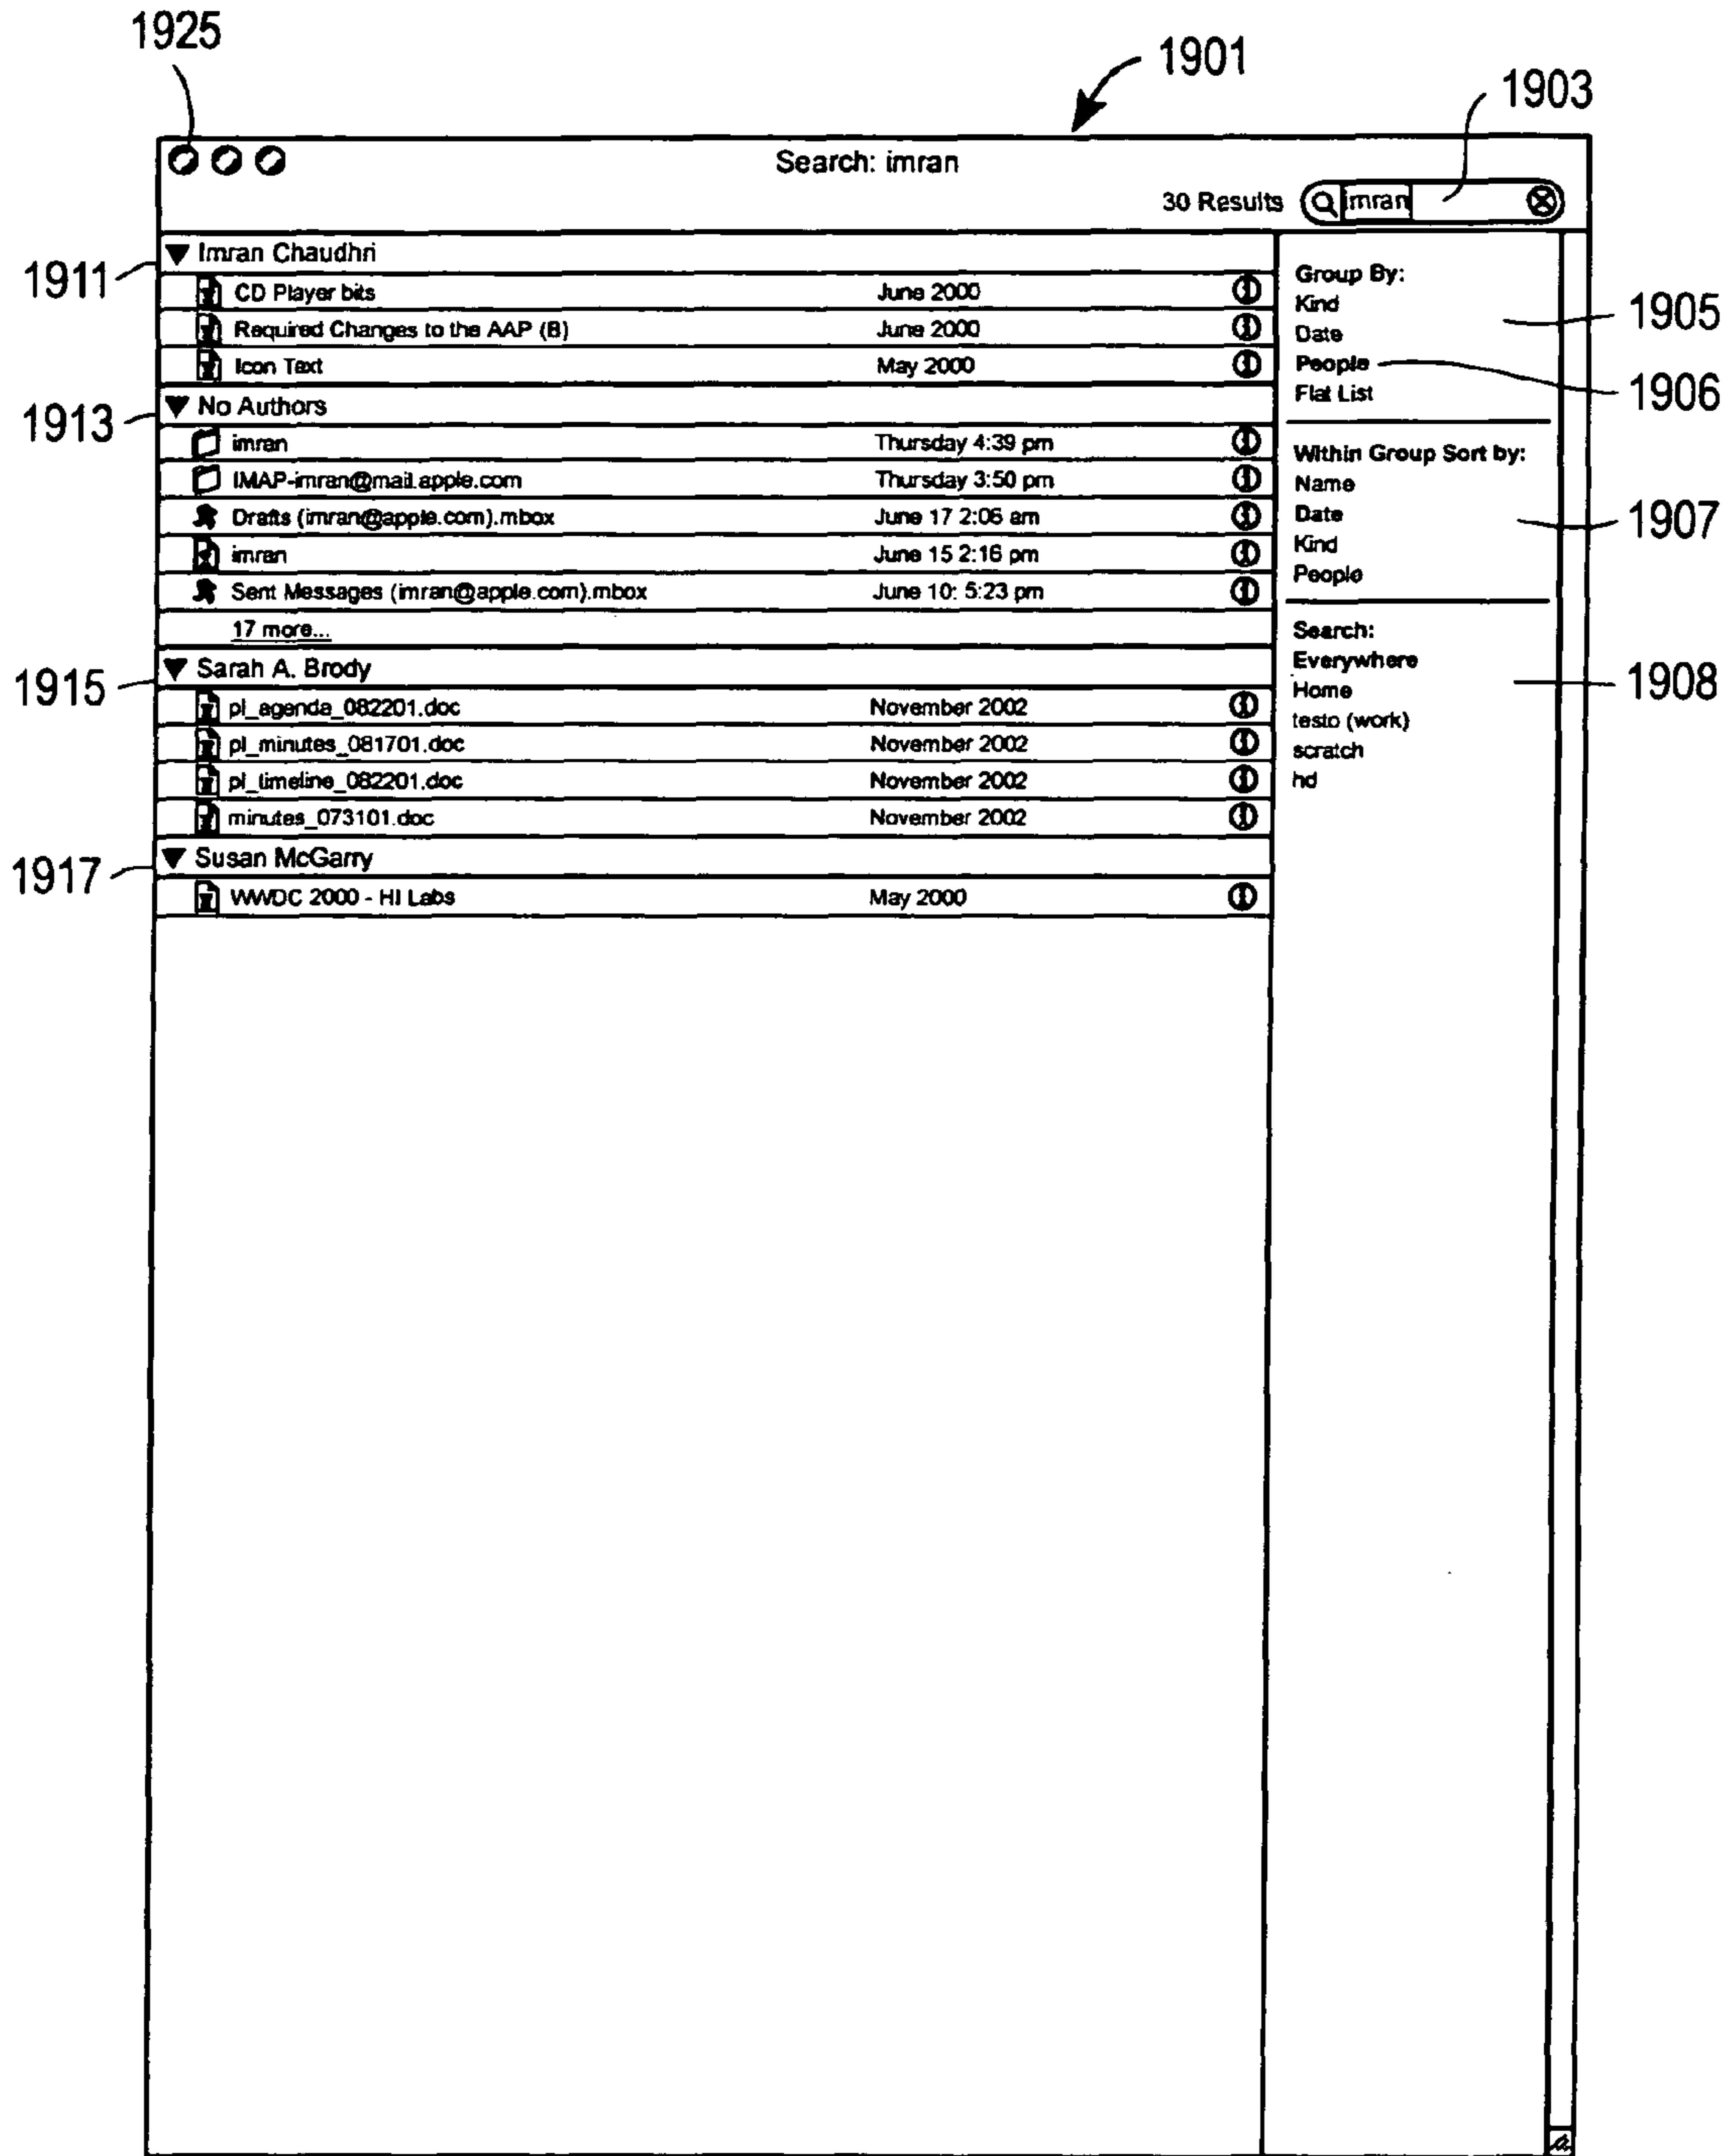 1925
1901
1903
Search: imran
30 Results imran
1911
Imran Chaudhri
CD Player bits June 2000
Required Changes to the AAP (B) June 2000
Icon Text May 2000
1913
No Authors
imran Thursday 4:39 pm
IMAP-imran@mail.apple.com Thursday 3:50 pm
Drafts (imran@apple.com).mbox June 17 2:06 am
imran June 15 2:16 pm
Sent Messages (imran@apple.com).mbox June 10: 5:23 pm
17 more...
1915
Sarah A. Brody
pl_agenda_082201.doc November 2002
pl_minutes_081701.doc November 2002
pl_timeline_082201.doc November 2002
minutes_073101.doc November 2002
1917
Susan McGarry
WWDC 2000 - HI Labs May 2000
Group By:
Kind
Date
People
Flat List
1905
1906
Within Group Sort by:
Name
Date
Kind
People
1907
Search:
Everywhere
Home
testo (work)
scratch
hd
1908